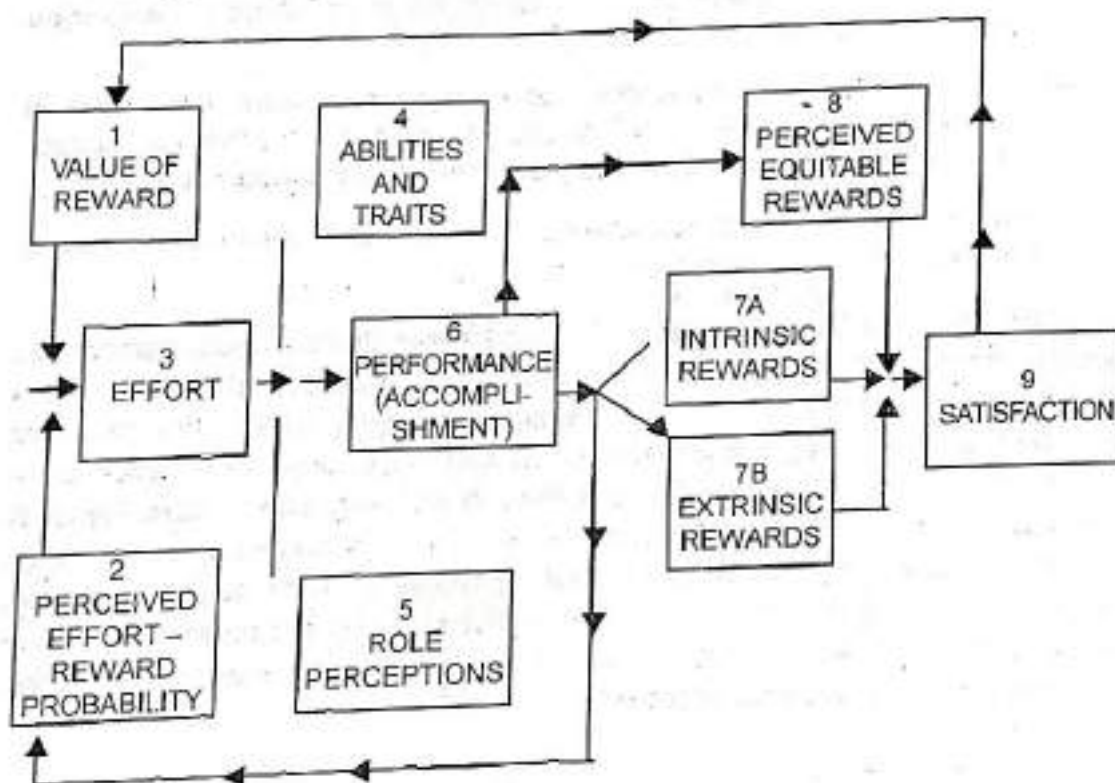 1
VALUE OF
REWARD
4
ABILITIES
AND
TRAITS
8
PERCEIVED
EQUITABLE
REWARDS
3
EFFORT
6
PERFORMANCE
(ACCOMPLI-
SHMENT)
7A
INTRINSIC
REWARDS
9
SATISFACTION
7B
EXTRINSIC
REWARDS
2
PERCEIVED
EFFORT –
REWARD
PROBABILITY
5
ROLE
PERCEPTIONS